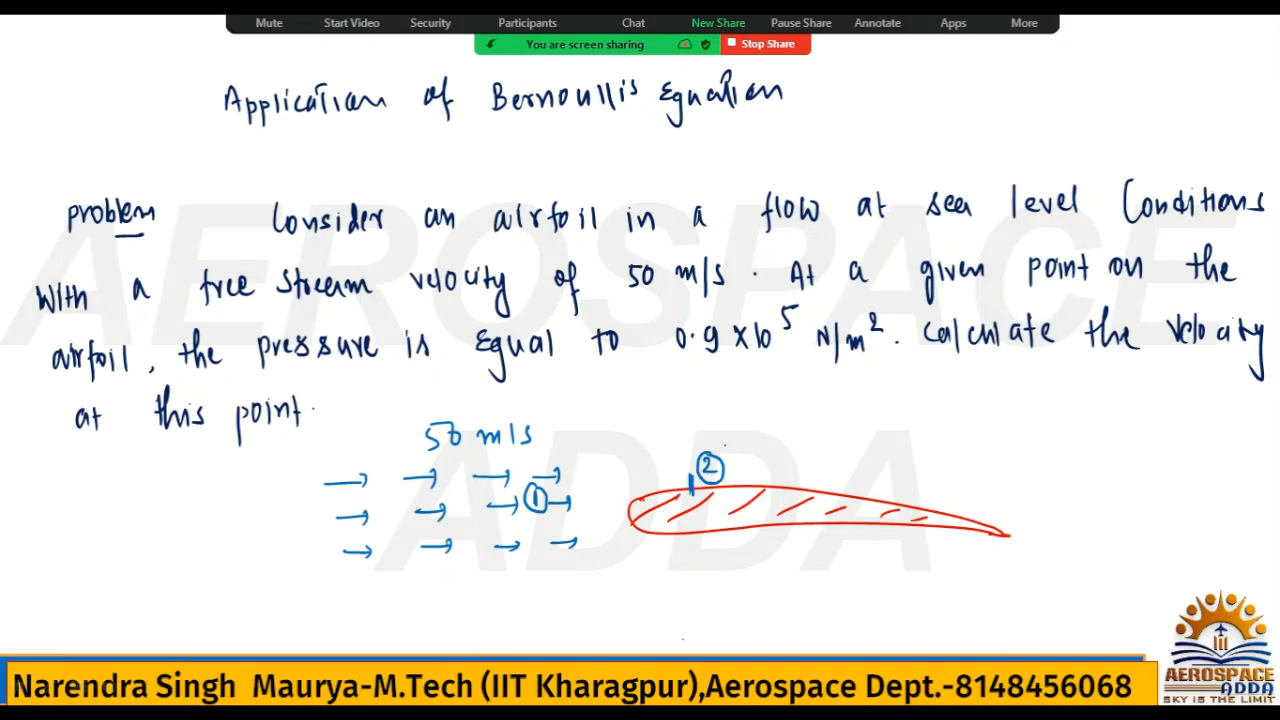 Mute Start Video Security Participants Chat New Share Pause Share Annotate Apps More
You are screen sharing Stop Share
Application of Bernoullis Equation
problem Consider an airfoil in a flow at sea level Conditions
With a free stream velocity of 50 m/s. At a given point on the
airfoil, the pressure is Equal to 0.9 × 10⁵ N/m². calculate the velocity
at this point.
50 m/s
① ②
AEROSPACE
ADDA
AEROSPACE
ADDA
SKY IS THE LIMIT
Narendra Singh Maurya-M.Tech (IIT Kharagpur),Aerospace Dept.-8148456068